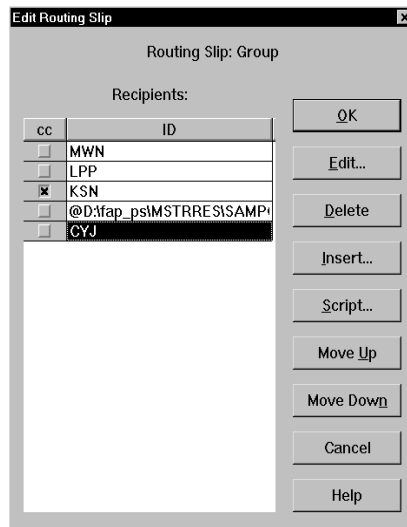 Edit Routing Slip
Routing Slip: Group
Recipients:
cc ID
MWN
LPP
KSN
@D:\fap_ps\MSTRRES\SAMP
CYJ
OK
Edit...
Delete
Insert...
Script...
Move Up
Move Down
Cancel
Help